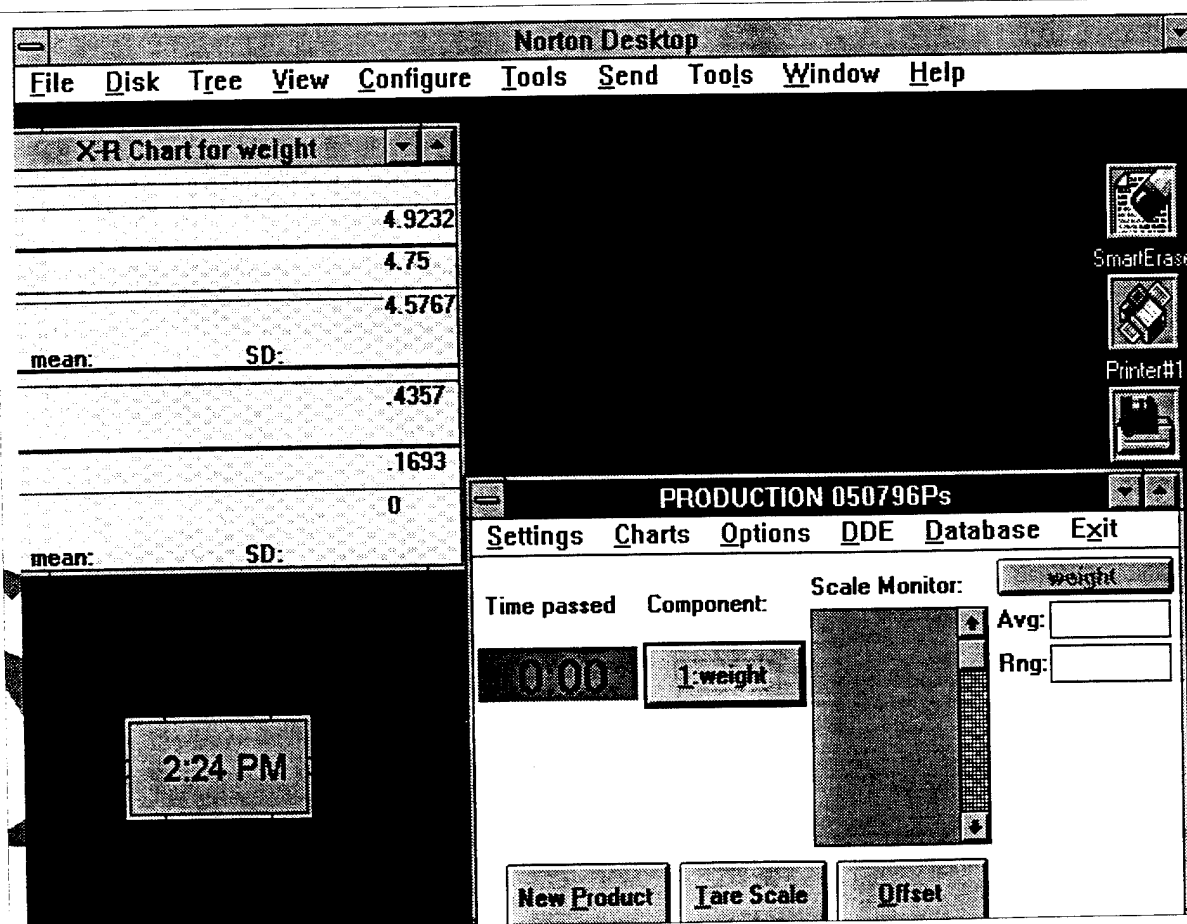 Norton Desktop
File Disk Tree View Configure Tools Send Tools Window Help
X-R Chart for weight
4.9232
4.75
4.5767
mean: SD:
.4357
.1693
0
mean: SD:
SmartErase
Printer#1
PRODUCTION 050796Ps
Settings Charts Options DDE Database Exit
Time passed Component: Scale Monitor: weight
0:00 1:weight
Avg:
Rng:
2:24 PM
New Product Tare Scale Offset